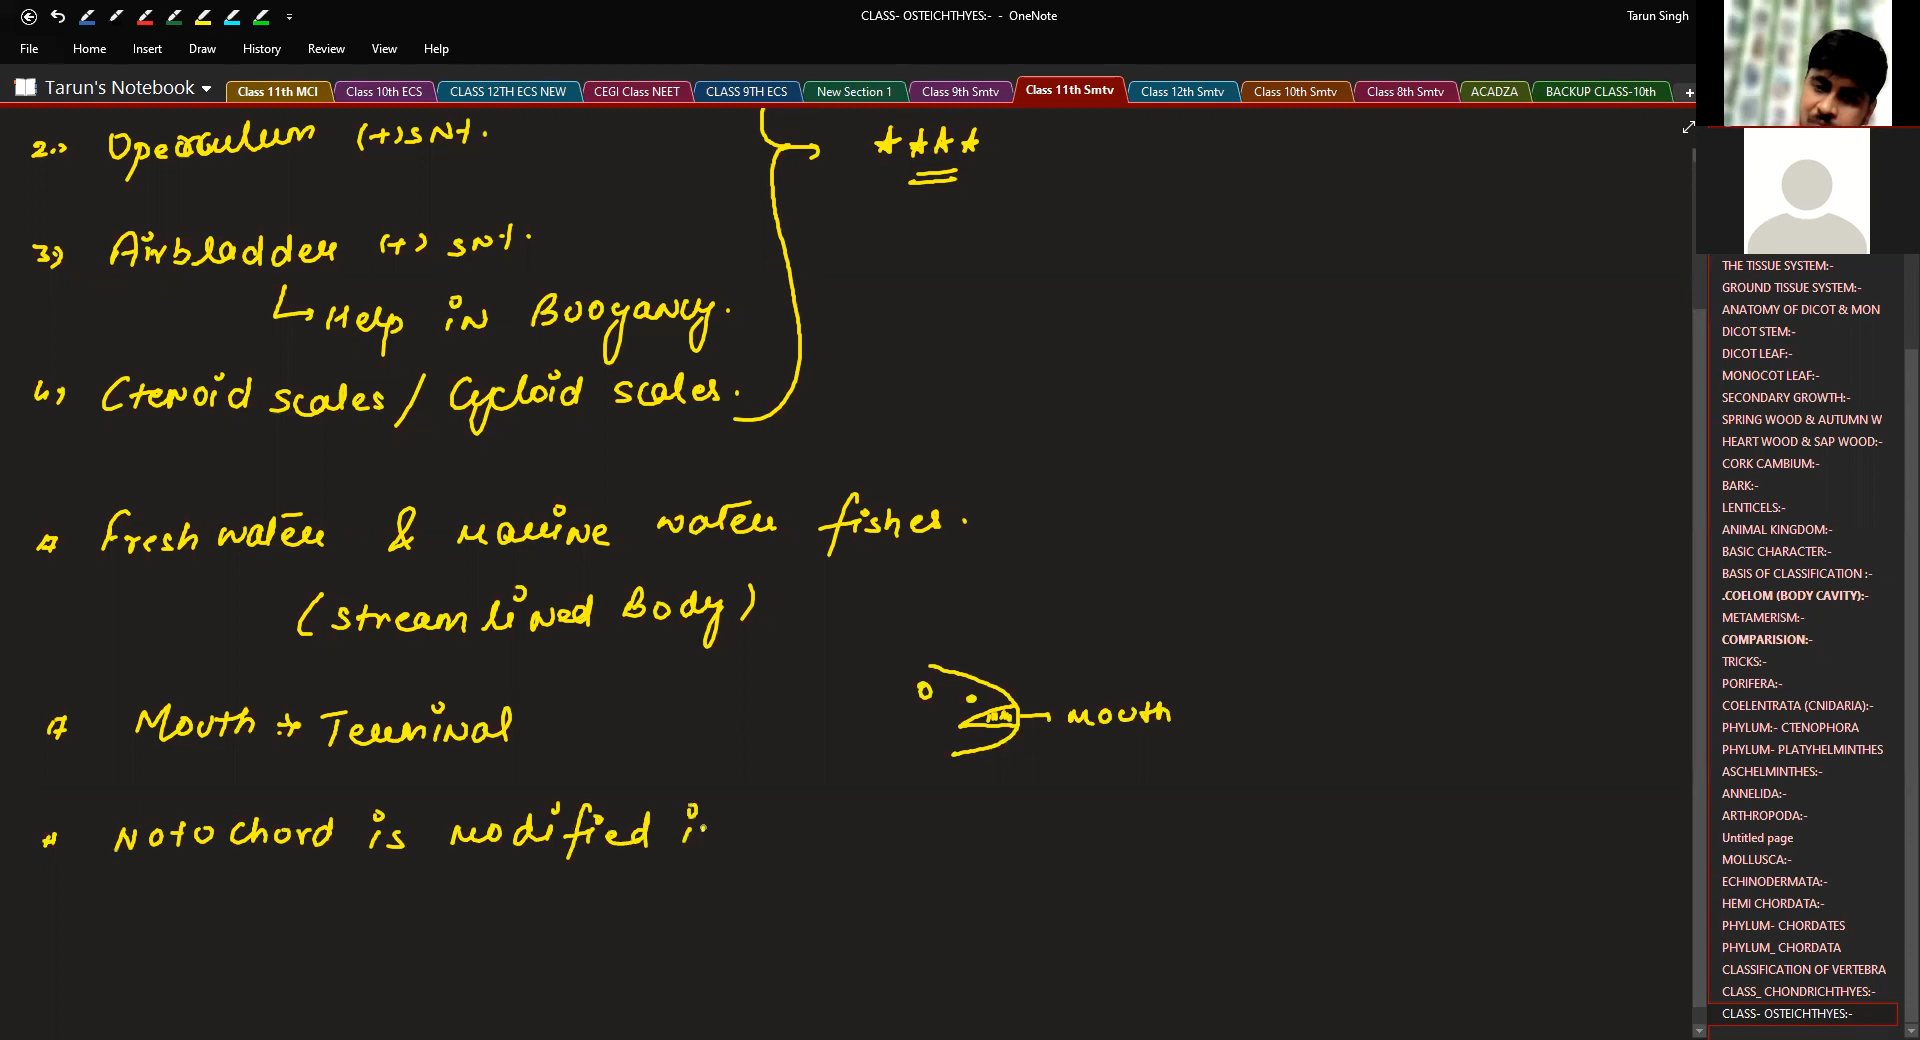 CLASS- OSTEICHTHYES:- - OneNote
Tarun Singh
File Home Insert Draw History Review View Help
Tarun's Notebook
Class 11th MCI Class 10th ECS CLASS 12TH ECS NEW CEGI Class NEET CLASS 9TH ECS New Section 1 Class 9th Smtv Class 11th Smtv Class 12th Smtv Class 10th Smtv Class 8th Smtv ACADZA BACKUP CLASS-10th +
2.> Operculum (+)snt.
3) Airbladder (+) snt.
↳ Help in Buoyancy.
4) Ctenoid scales / Cycloid scales.
Fresh water & marine water fishes.
(streamlined Body)
Mouth ÷ Terminal
Mouth
Notochord is modified i
THE TISSUE SYSTEM:-
GROUND TISSUE SYSTEM:-
ANATOMY OF DICOT & MON
DICOT STEM:-
DICOT LEAF:-
MONOCOT LEAF:-
SECONDARY GROWTH:-
SPRING WOOD & AUTUMN W
HEART WOOD & SAP WOOD:-
CORK CAMBIUM:-
BARK:-
LENTICELS:-
ANIMAL KINGDOM:-
BASIC CHARACTER:-
BASIS OF CLASSIFICATION :-
.COELOM (BODY CAVITY):-
METAMERISM:-
COMPARISION:-
TRICKS:-
PORIFERA:-
COELENTRATA (CNIDARIA):-
PHYLUM:- CTENOPHORA
PHYLUM- PLATYHELMINTHES
ASCHELMINTHES:-
ANNELIDA:-
ARTHROPODA:-
Untitled page
MOLLUSCA:-
ECHINODERMATA:-
HEMI CHORDATA:-
PHYLUM- CHORDATES
PHYLUM_ CHORDATA
CLASSIFICATION OF VERTEBRA
CLASS_ CHONDRICHTHYES:-
CLASS- OSTEICHTHYES:-